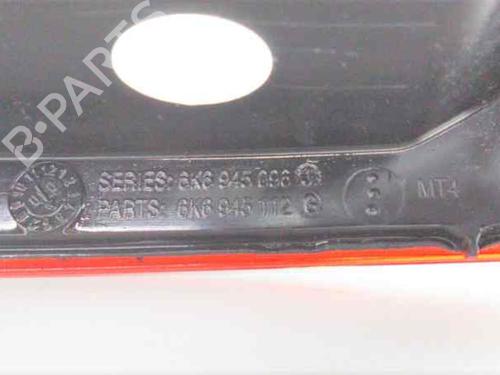 B-PARTS
SERIES: 6K6 945 096
PARTS: 6K6 945 112 G
MT4